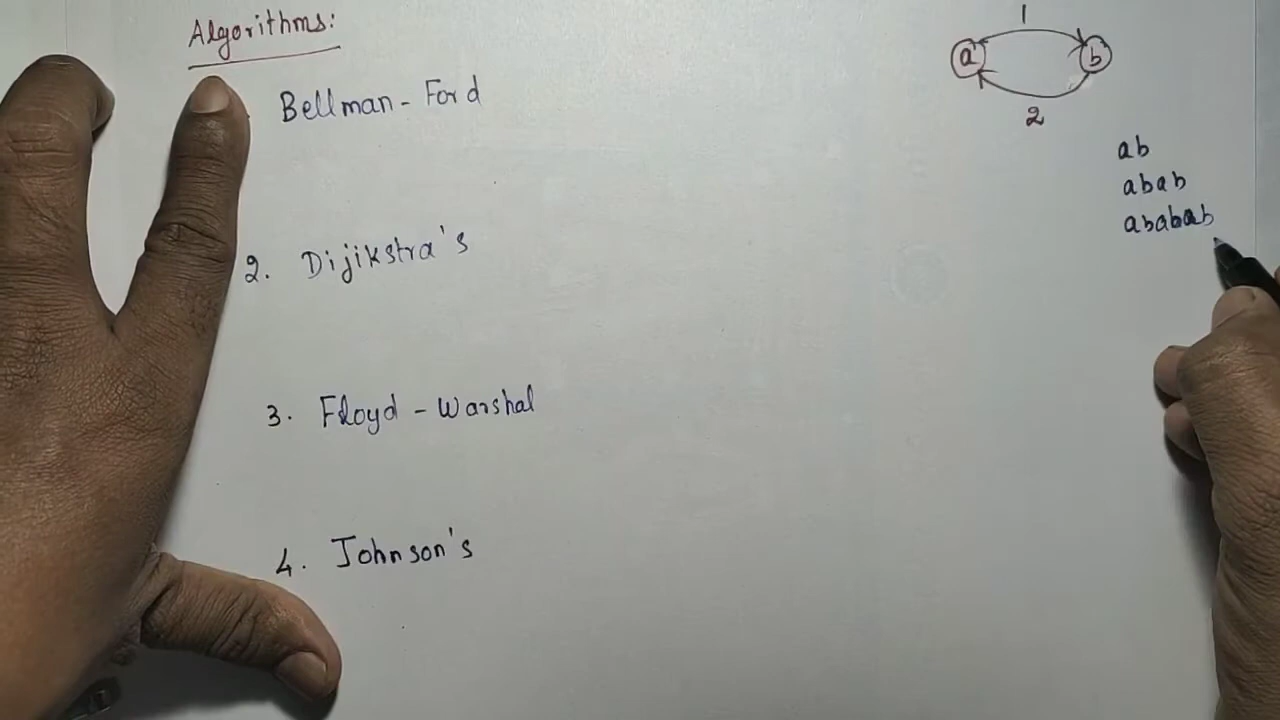 Algorithms:
Bellman - Ford
2. Dijikstra's
3. Floyd - Warshal
4. Johnson's
1
a b
2
ab
abab
ababab